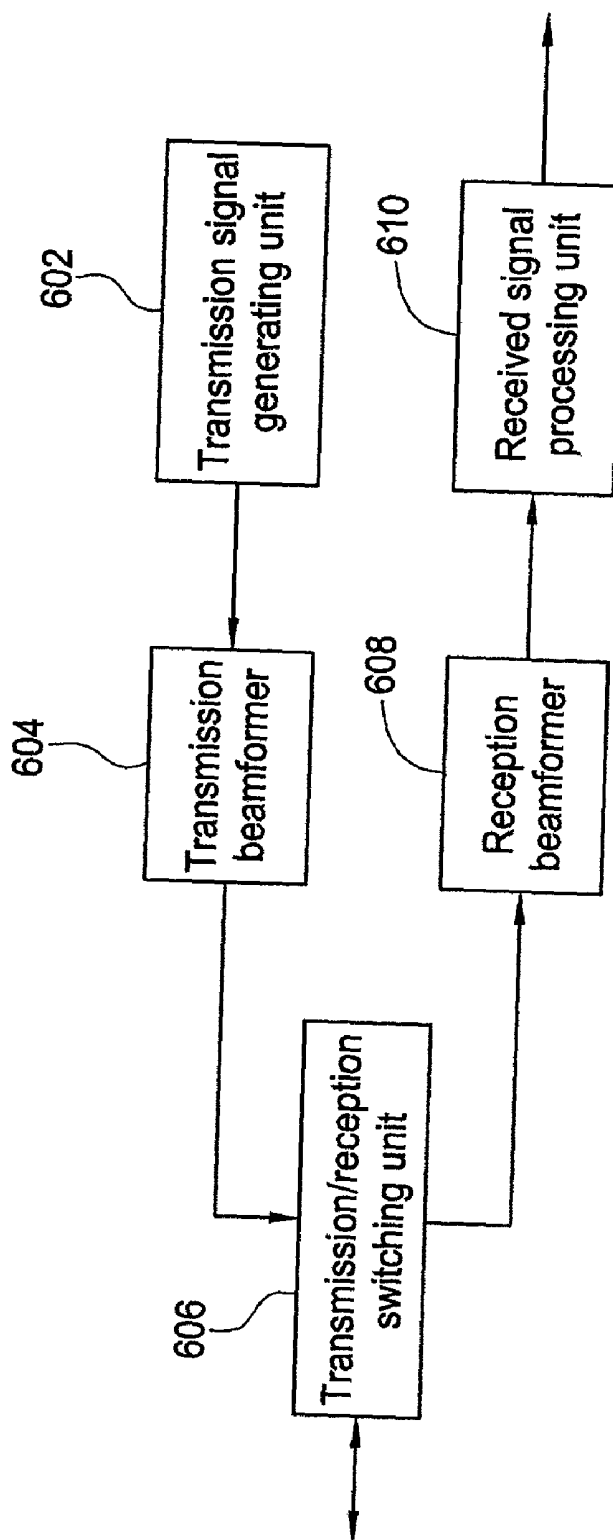 602
Transmission signal
generating unit
604
Transmission
beamformer
606
Transmission/reception
switching unit
608
Reception
beamformer
610
Received signal
processing unit